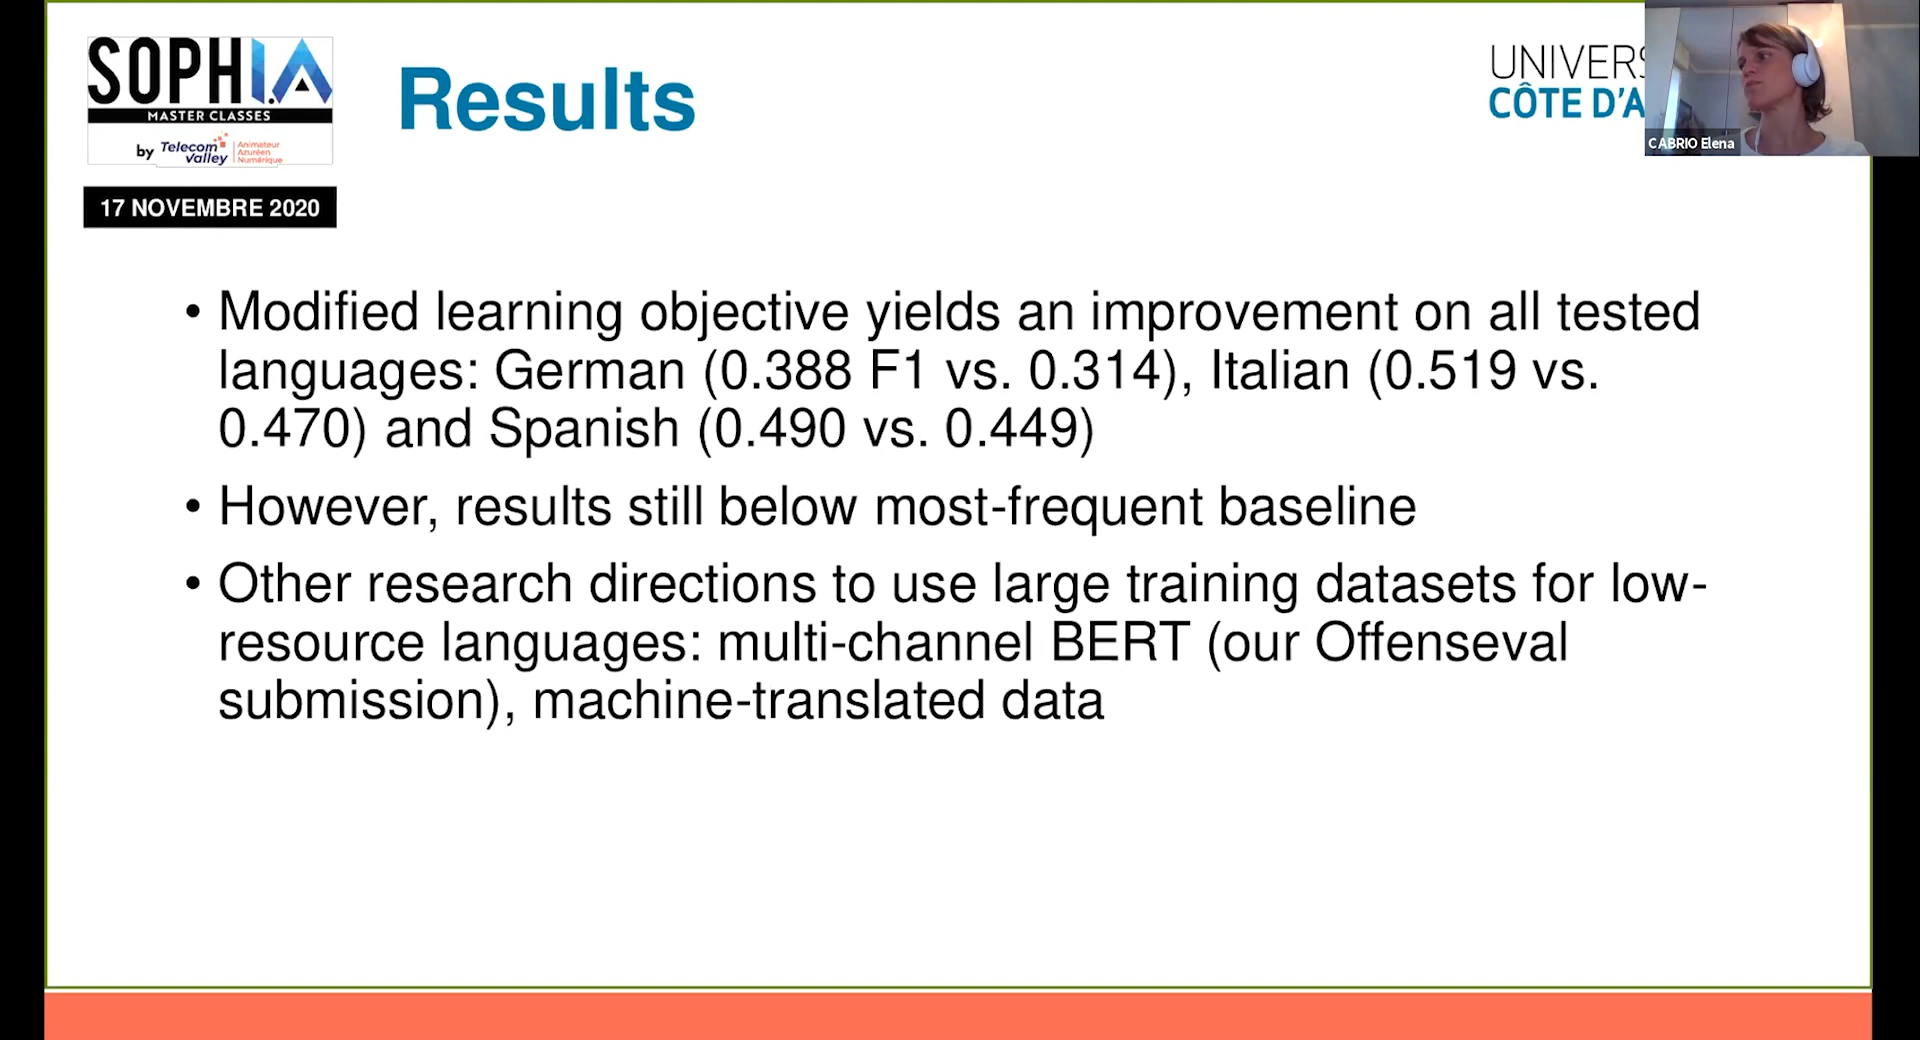 SOPHI.A
MASTER CLASSES
by Telecom Valley
Animateur
Azuréen
Numérique
17 NOVEMBRE 2020
Results
UNIVERS
CÔTE D'A
CABRIO Elena
• Modified learning objective yields an improvement on all tested
languages: German (0.388 F1 vs. 0.314), Italian (0.519 vs.
0.470) and Spanish (0.490 vs. 0.449)
• However, results still below most-frequent baseline
• Other research directions to use large training datasets for low-
resource languages: multi-channel BERT (our Offenseval
submission), machine-translated data